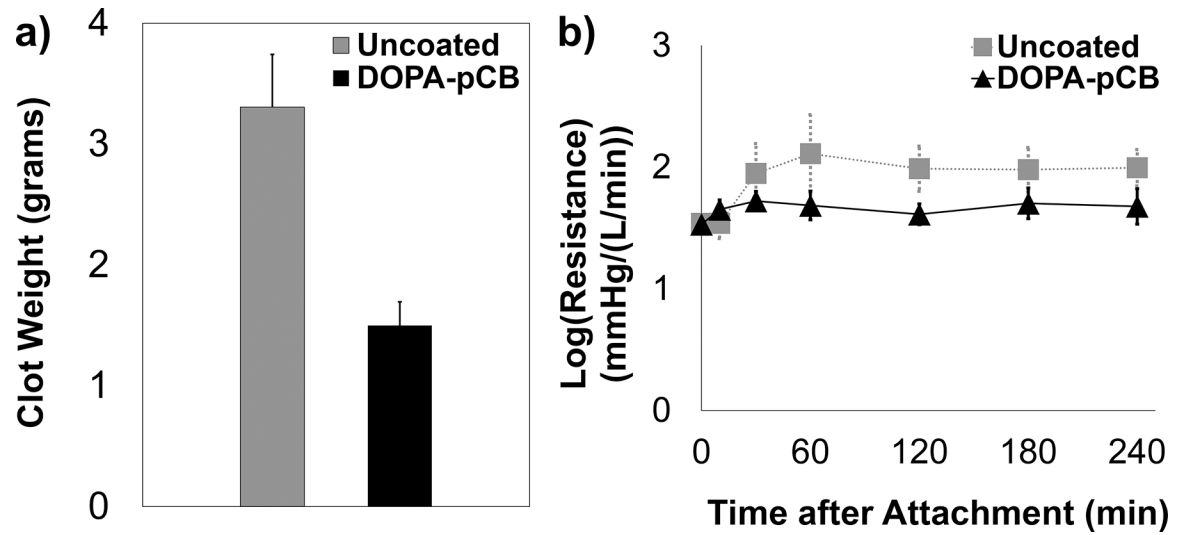 a)
4
3
2
1
0
Clot Weight (grams)
Uncoated
DOPA-pCB
b)
3
2
1
0
Log(Resistance)
(mmHg/(L/min))
Uncoated
DOPA-pCB
0 60 120 180 240
Time after Attachment (min)